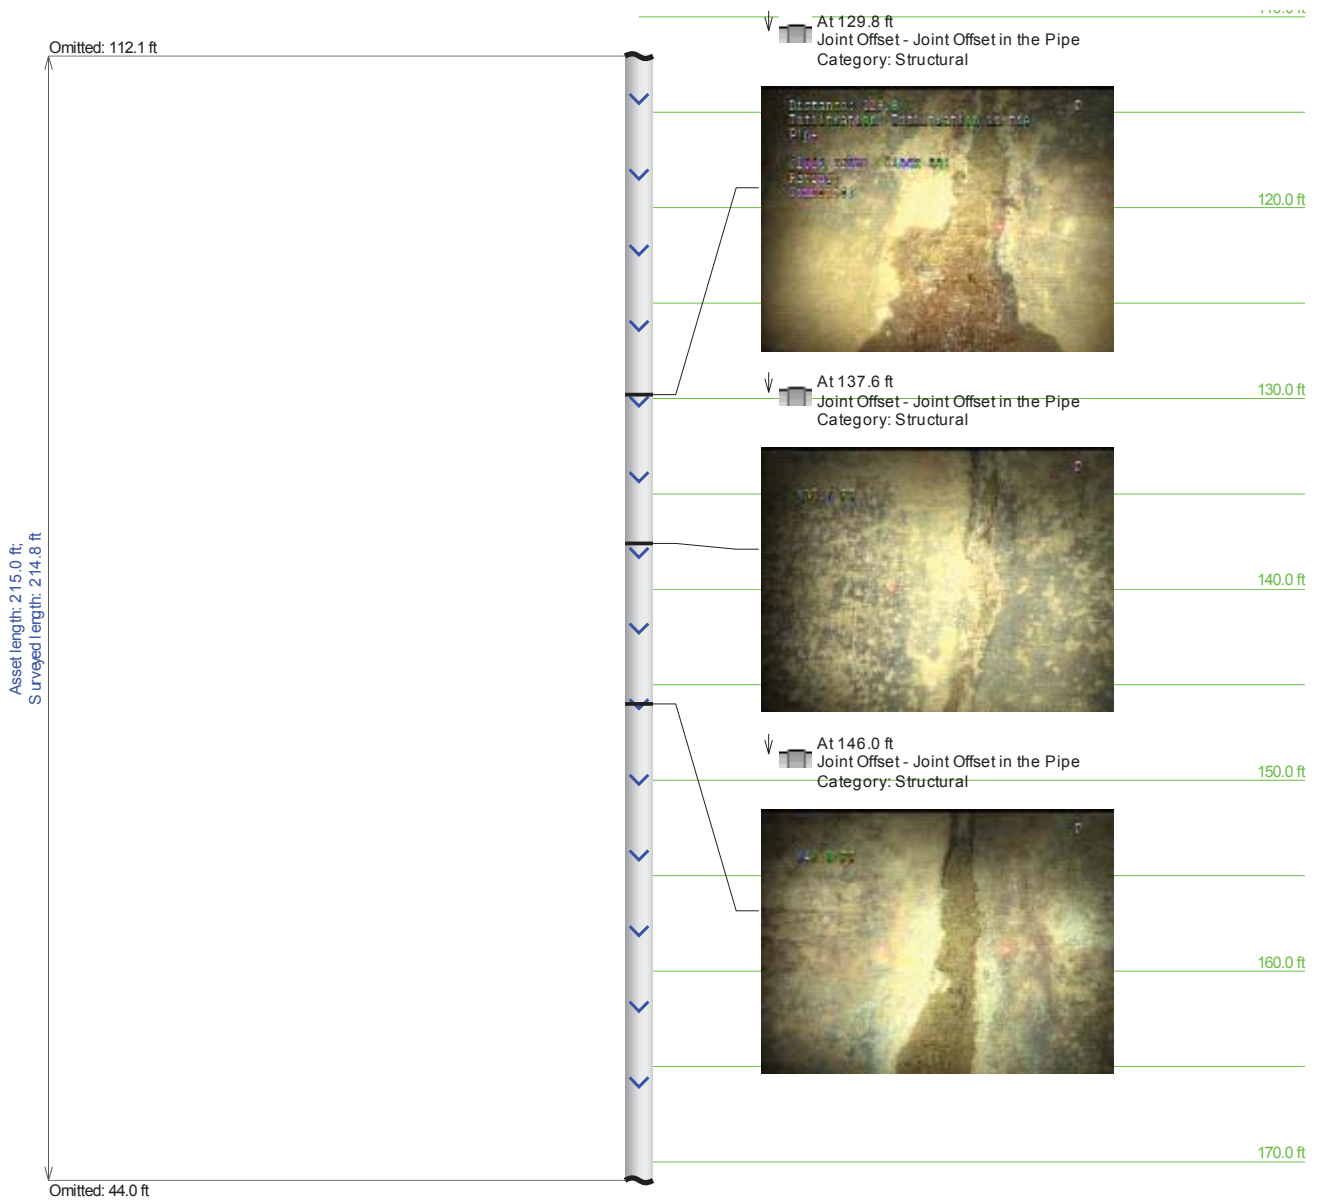 At 129.8 ft
Joint Offset - Joint Offset in the Pipe
Category: Structural
Omitted: 112.1 ft
Pipe
120.0 ft
At 137.6 ft
Joint Offset - Joint Offset in the Pipe
Category: Structural
130.0 ft
Asset length: 215.0 ft;
Surveyed length: 214.8 ft
140.0 ft
At 146.0 ft
Joint Offset - Joint Offset in the Pipe
Category: Structural
150.0 ft
160.0 ft
170.0 ft
Omitted: 44.0 ft